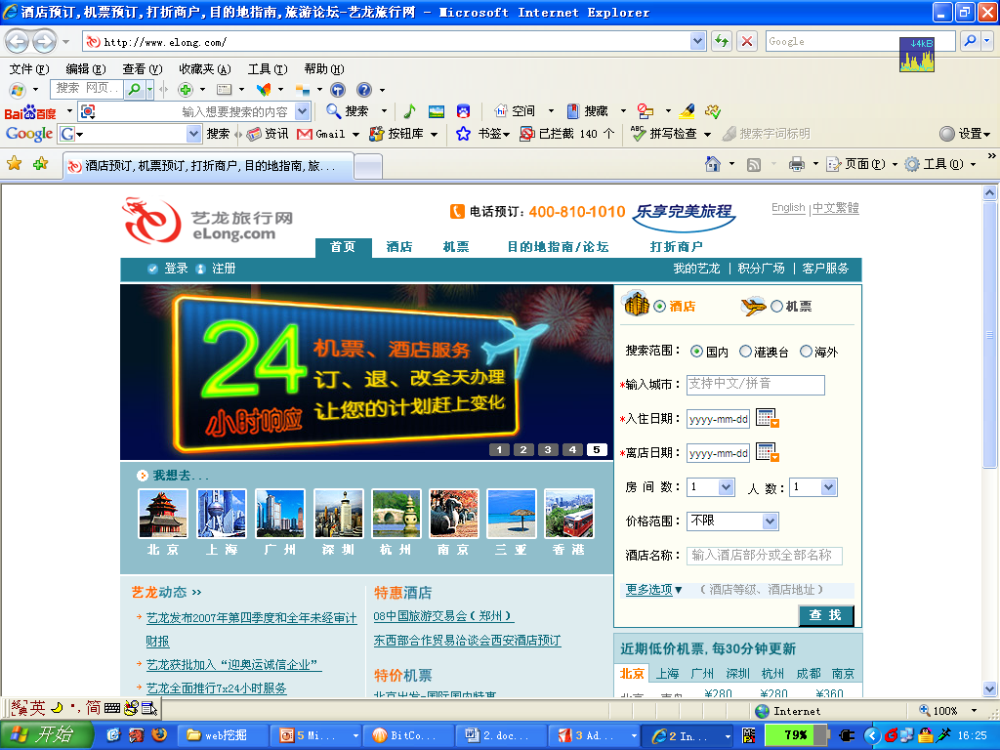 酒店预订,机票预订,打折商户,目的地指南,旅游论坛-艺龙旅行网 - Microsoft Internet Explorer
http://www.elong.com/
Google
↓4kB
文件(F) 编辑(E) 查看(V) 收藏夹(A) 工具(T) 帮助(H)
搜索 网页..
Bai百度 输入想要搜索的内容 搜索 空间 搜藏
Google G 搜索 资讯 Gmail 按钮库 书签 已拦截 140 个 拼写检查 搜索字词标明 设置
酒店预订,机票预订,打折商户,目的地指南,旅... 页面(P) 工具(O) »
艺龙旅行网
eLong.com
电话预订: 400-810-1010 乐享完美旅程 English | 中文繁體
首页 酒店 机票 目的地指南/论坛 打折商户
登录 注册 我的艺龙 | 积分广场 | 客户服务
24
小时响应
机票、酒店服务
订、退、改全天办理
让您的计划赶上变化
1 2 3 4 5
酒店 机票
搜索范围: 国内 港澳台 海外
*输入城市: 支持中文/拼音
*入住日期: yyyy-mm-dd
*离店日期: yyyy-mm-dd
房 间 数: 1 人 数: 1
价格范围: 不限
酒店名称: 输入酒店部分或全部名称
更多选项▼ (酒店等级、酒店地址)
查 找
我想去...
北 京 上 海 广 州 深 圳 杭 州 南 京 三 亚 香 港
艺龙动态 >>
艺龙发布2007年第四季度和全年未经审计
财报
艺龙获批加入“迎奥运诚信企业”
艺龙全面推行7x24小时服务
特惠酒店
08中国旅游交易会(郑州)
东西部合作贸易洽谈会西安酒店预订
特价机票
北京出发-国际国内特惠
近期低价机票,每30分钟更新
北京 上海 广州 深圳 杭州 成都 南京
¥280 ¥280 ¥360
英 简
Internet 100%
开始 web挖掘 5 Mi... BitCo... 2.doc... 3 Ad... 2 In... 79% 16:25